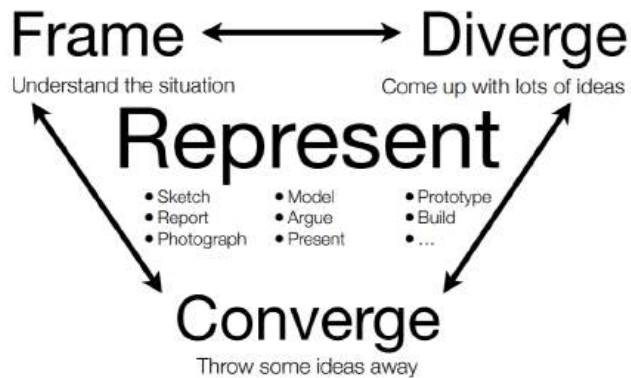 Frame
Diverge
Understand the situation
Come up with lots of ideas
Represent
• Sketch
• Report
• Photograph
• Model
• Argue
• Present
• Prototype
• Build
• ...
Converge
Throw some ideas away